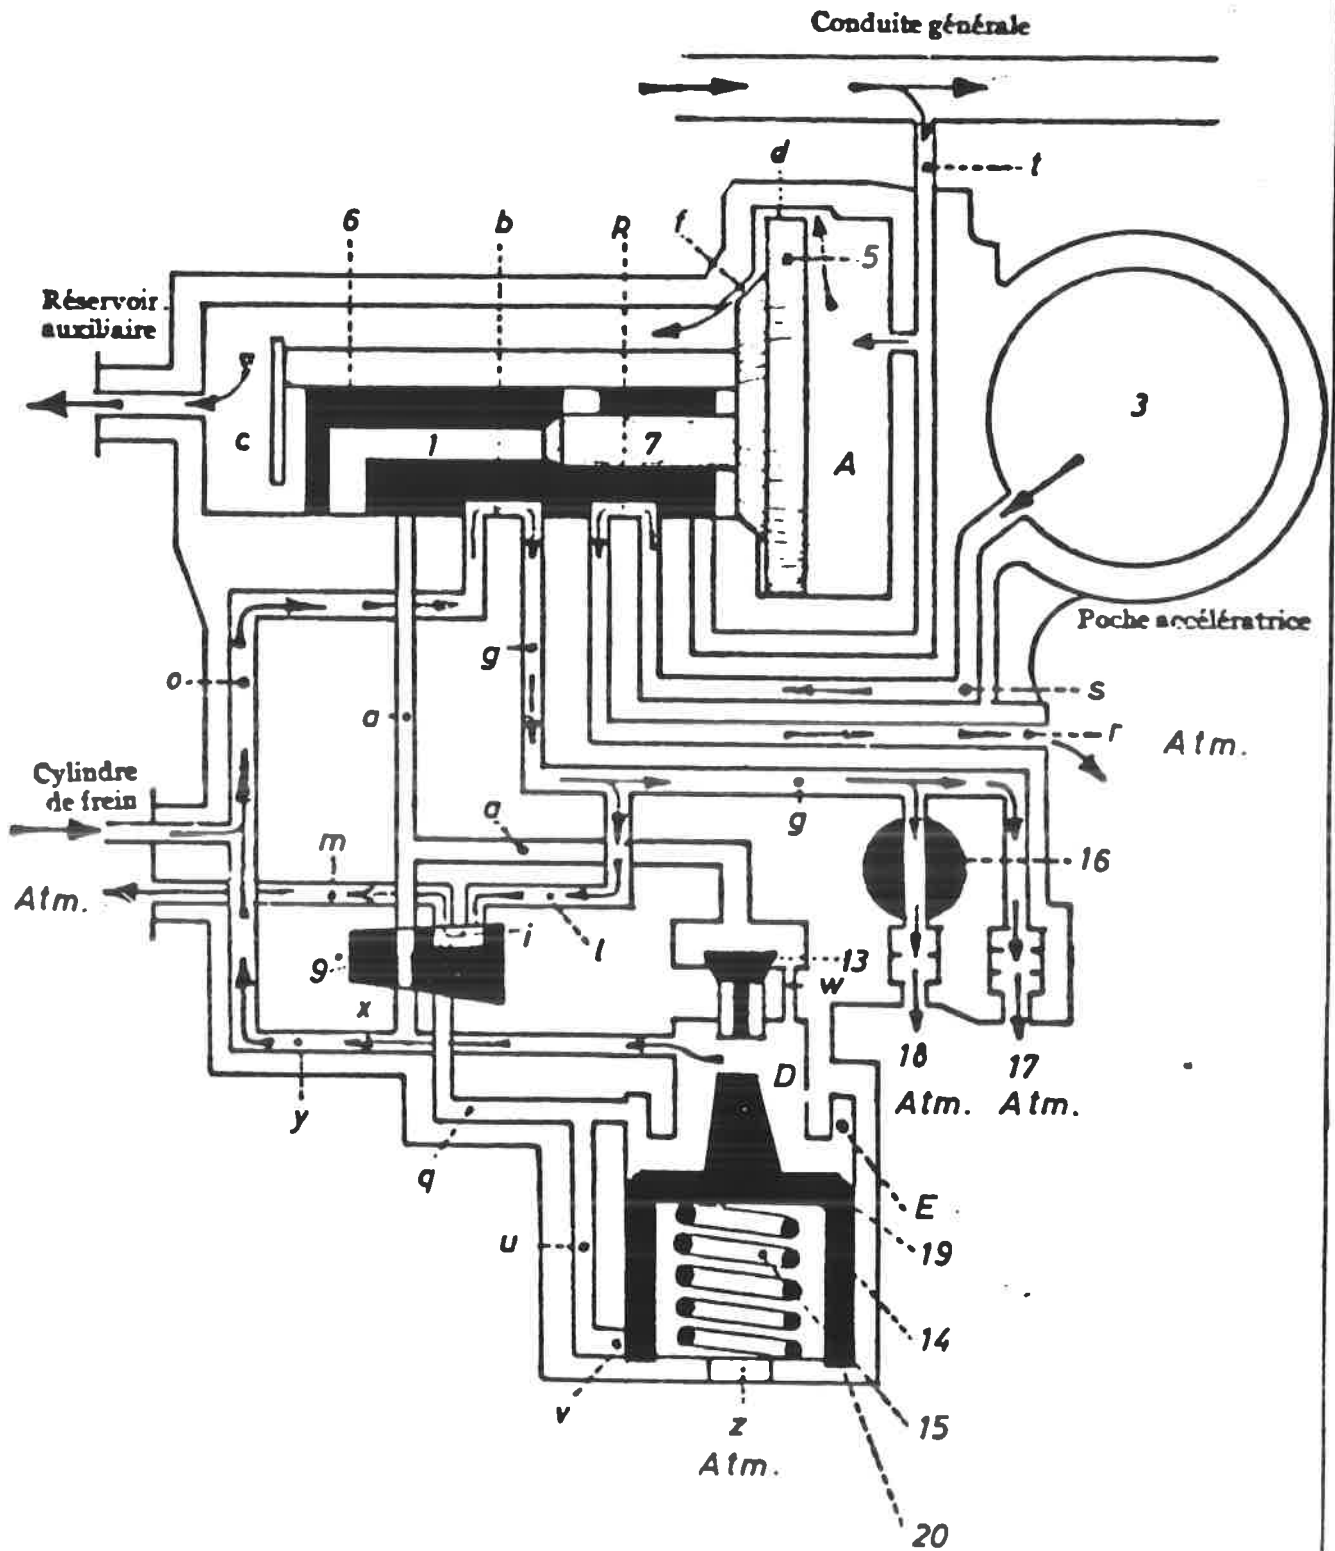 Conduite générale
d
t
6
b
R
f
5
Réservoir
auxiliaire
3
c
1
7
A
Poche accélératrice
g
o
s
a
r
Atm.
Cylindre
de frein
a
g
m
16
Atm.
i
l
13
9
w
x
18
17
D
Atm.
Atm.
y
q
E
u
19
14
v
z
15
Atm.
20